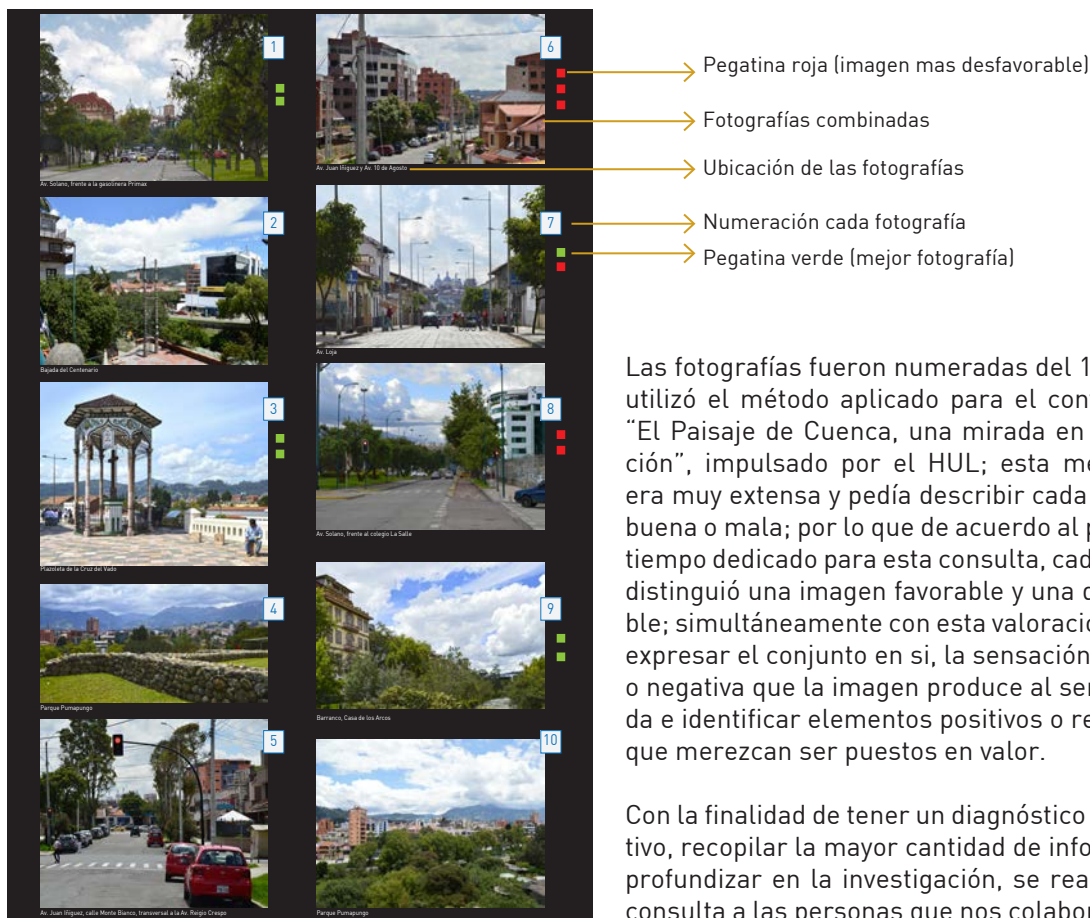 1
Av. Solano, frente a la gasolinera Primax
2
Bajada del Centenario
3
Plazoleta de la Cruz del Vado
4
Parque Pumapungo
5
Av. Juan Iñiguez, calle Monte Blanco, transversal a la Av. Reigio Crespo
6
Av. Juan Iñiguez y Av. 10 de Agosto
7
Av. Loja
8
Av. Solano, frente al colegio La Salle
9
Barranco, Casa de los Arcos
10
Parque Pumapungo
Pegatina roja (imagen mas desfavorable)
Fotografías combinadas
Ubicación de las fotografías
Numeración cada fotografía
Pegatina verde (mejor fotografía)
Las fotografías fueron numeradas del 1
utilizó el método aplicado para el con
“El Paisaje de Cuenca, una mirada en
ción”, impulsado por el HUL; esta me
era muy extensa y pedía describir cada
buena o mala; por lo que de acuerdo al p
tiempo dedicado para esta consulta, cad
distinguió una imagen favorable y una d
ble; simultáneamente con esta valoració
expresar el conjunto en si, la sensación
o negativa que la imagen produce al ser
da e identificar elementos positivos o re
que merezcan ser puestos en valor.
Con la finalidad de tener un diagnóstico
tivo, recopilar la mayor cantidad de info
profundizar en la investigación, se rea
consulta a las personas que nos colabo